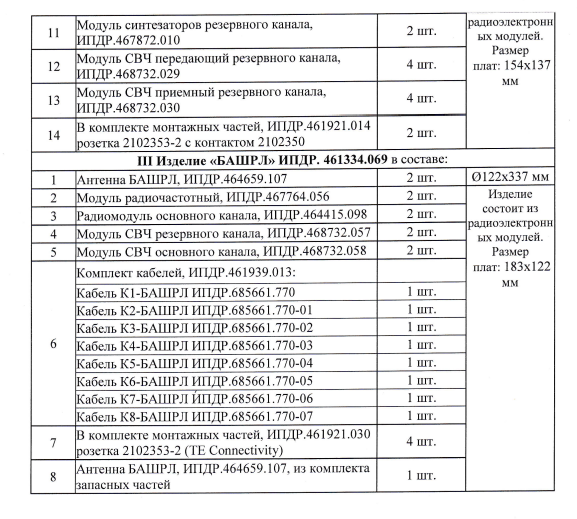 11 Модуль синтезаторов резервного канала, 2 шт. радиоэлектронн
ИПДР.467872.010 ых модулей.
Размер
12 Модуль СВЧ передающий резервного канала, 4 шт. плат: 154х137
ИПДР.468732.029 мм
13 Модуль СВЧ приемный резервного канала, 4 шт.
ИПДР.468732.030
14 В комплекте монтажных частей, ИПДР.461921.014 2 шт.
розетка 2102353-2 с контактом 2102350
III Изделие «БАШРЛ» ИПДР. 461334.069 в составе:
1 Антенна БАШРЛ, ИПДР.464659.107 2 шт. Ø122х337 мм
2 Модуль радиочастотный, ИПДР.467764.056 2 шт. Изделие
3 Радиомодуль основного канала, ИПДР.464415.098 2 шт. состоит из
4 Модуль СВЧ резервного канала, ИПДР.468732.057 2 шт. радиоэлектронн
ых модулей.
5 Модуль СВЧ основного канала, ИПДР.468732.058 2 шт. Размер
6 Комплект кабелей, ИПДР.461939.013: плат: 183х122
мм
Кабель К1-БАШРЛ ИПДР.685661.770 1 шт.
Кабель К2-БАШРЛ ИПДР.685661.770-01 1 шт.
Кабель К3-БАШРЛ ИПДР.685661.770-02 1 шт.
Кабель К4-БАШРЛ ИПДР.685661.770-03 1 шт.
Кабель К5-БАШРЛ ИПДР.685661.770-04 1 шт.
Кабель К6-БАШРЛ ИПДР.685661.770-05 1 шт.
Кабель К7-БАШРЛ ИПДР.685661.770-06 1 шт.
Кабель К8-БАШРЛ ИПДР.685661.770-07 1 шт.
7 В комплекте монтажных частей, ИПДР.461921.030 4 шт.
розетка 2102353-2 (TE Connectivity)
8 Антенна БАШРЛ, ИПДР.464659.107, из комплекта 1 шт.
запасных частей